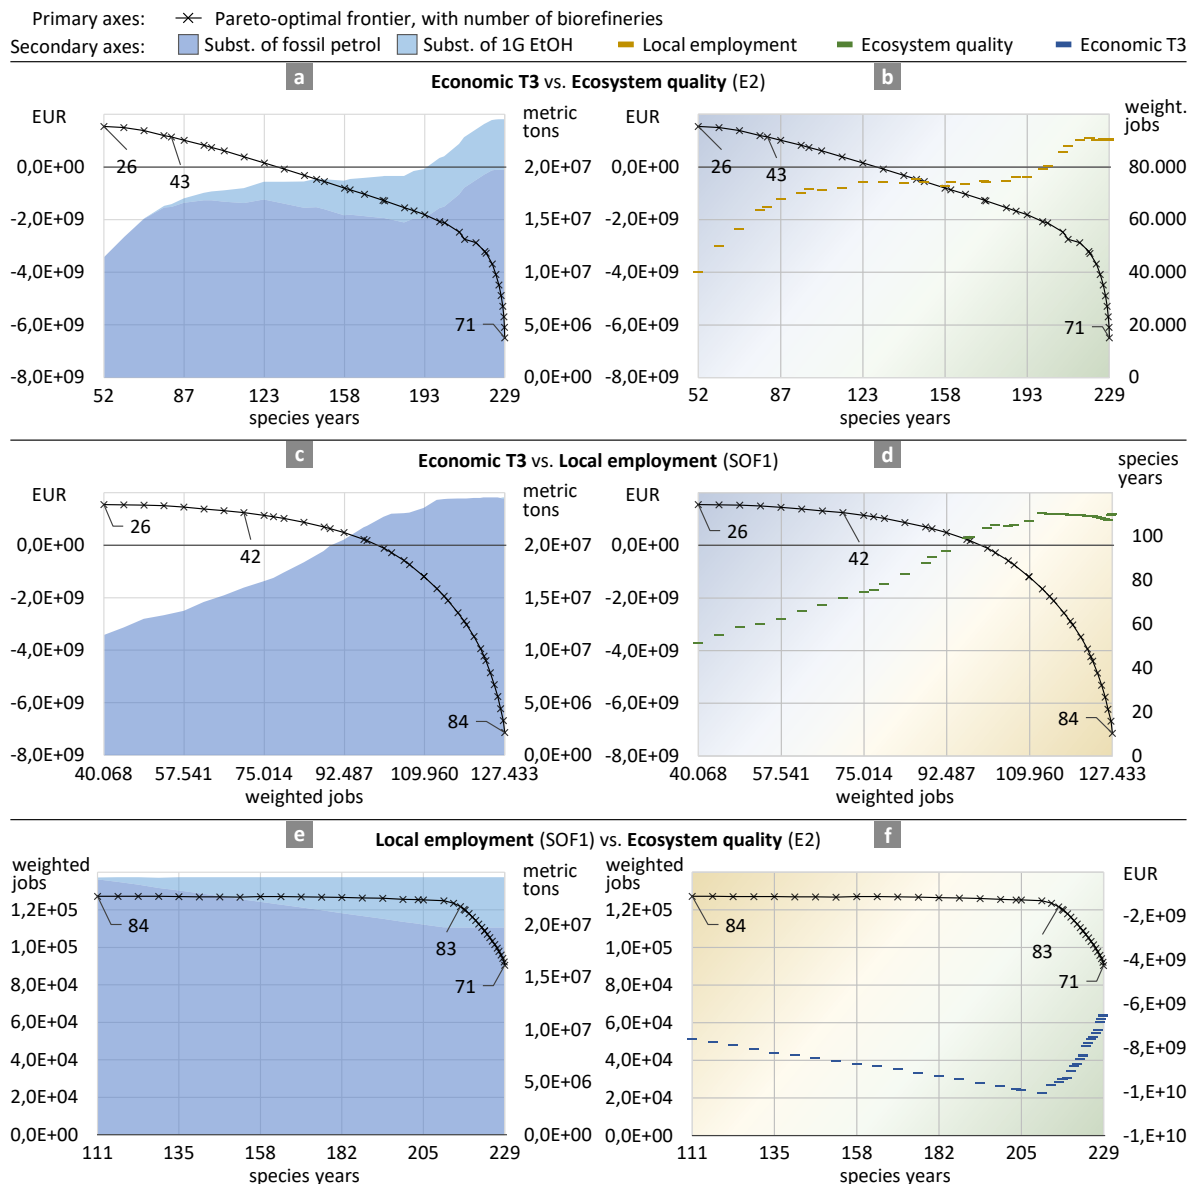 Primary axes: Pareto-optimal frontier, with number of biorefineries
Secondary axes: Subst. of fossil petrol Subst. of 1G EtOH Local employment Ecosystem quality Economic T3
a Economic T3 vs. Ecosystem quality (E2) b
EUR metric tons EUR weight. jobs
26 26
0,0E+00 2,0E+07 0,0E+00 80.000
43 43
-2,0E+09 1,5E+07 -2,0E+09 60.000
-4,0E+09 1,0E+07 -4,0E+09 40.000
-6,0E+09 71 5,0E+06 -6,0E+09 71 20.000
-8,0E+09 0,0E+00 -8,0E+09 0
52 87 123 158 193 229 52 87 123 158 193 229
species years species years
c Economic T3 vs. Local employment (SOF1) d
EUR metric tons EUR species years
26 42 26 42
0,0E+00 2,0E+07 0,0E+00 100
80
-2,0E+09 1,5E+07 -2,0E+09
60
-4,0E+09 1,0E+07 -4,0E+09
40
-6,0E+09 5,0E+06 -6,0E+09
84 84 20
-8,0E+09 0,0E+00 -8,0E+09 0
40.068 57.541 75.014 92.487 109.960 127.433 40.068 57.541 75.014 92.487 109.960 127.433
weighted jobs weighted jobs
e Local employment (SOF1) vs. Ecosystem quality (E2) f
weighted jobs metric tons weighted jobs EUR
1,2E+05 1,2E+05 -2,E+09
84 2,0E+07 84
1,0E+05 83 1,0E+05 83 -4,E+09
8,0E+04 71 1,5E+07 8,0E+04 71
-6,E+09
6,0E+04 1,0E+07 6,0E+04
-8,E+09
4,0E+04 5,0E+06 4,0E+04
2,0E+04 2,0E+04 -1,E+10
0,0E+00 0,0E+00 0,0E+00 -1,E+10
111 135 158 182 205 229 111 135 158 182 205 229
species years species years